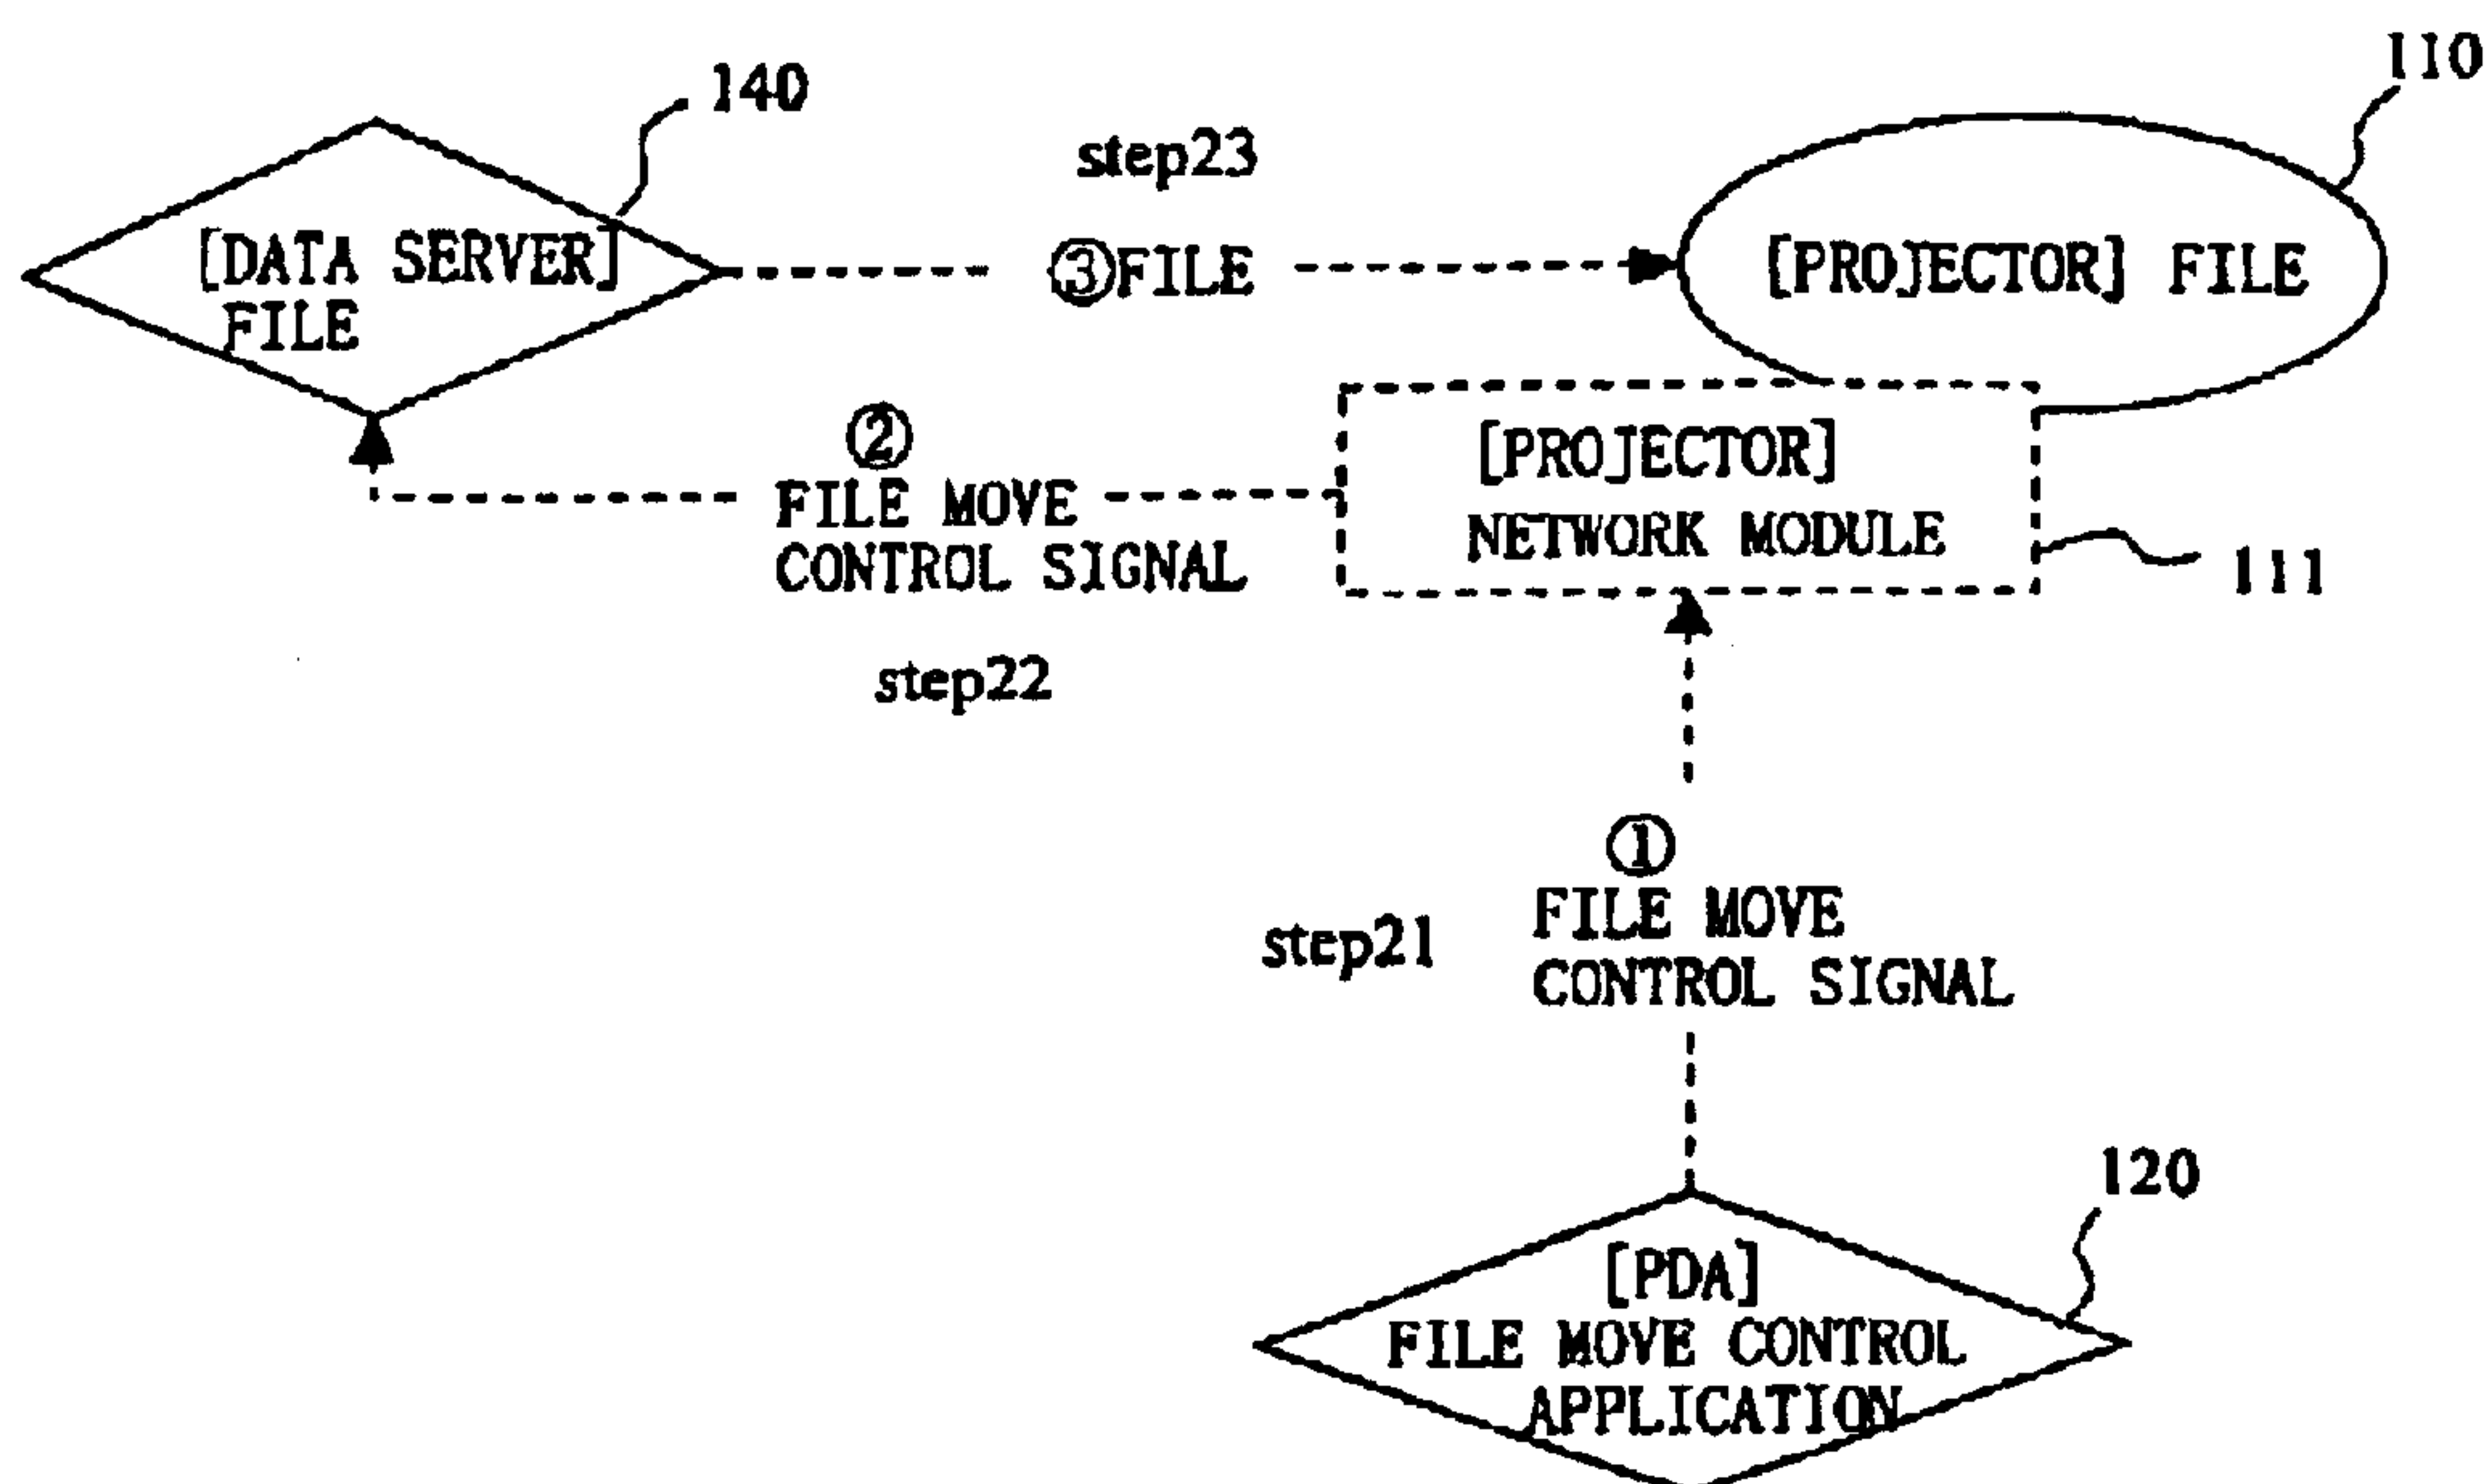 140
110
step23
[DATA SERVER]
FILE
③FILE
[PROJECTOR] FILE
②
FILE MOVE
CONTROL SIGNAL
step22
[PROJECTOR]
NETWORK MODULE
111
①
FILE MOVE
CONTROL SIGNAL
step21
120
[PDA]
FILE MOVE CONTROL
APPLICATION